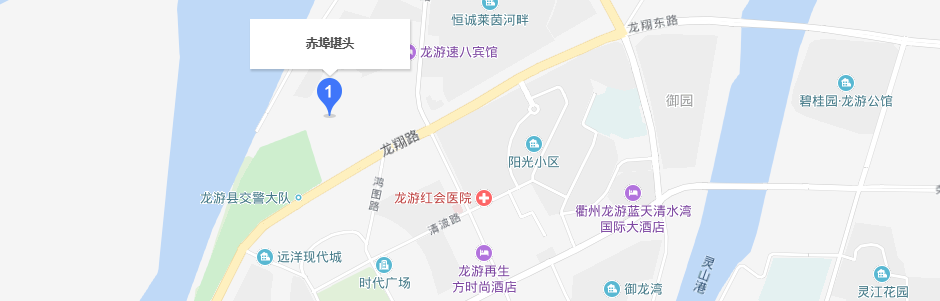 恒诚莱茵河畔
龙翔东路
赤埠堪头
龙游速八宾馆
1
御园
碧桂园·龙游公馆
龙翔路
阳光小区
鸿图路
龙游县交警大队
龙游红会医院
清波路
衢州龙游蓝天清水湾
国际大酒店
远洋现代城
时代广场
龙游再生
方时尚酒店
灵山港
御龙湾
灵江花园